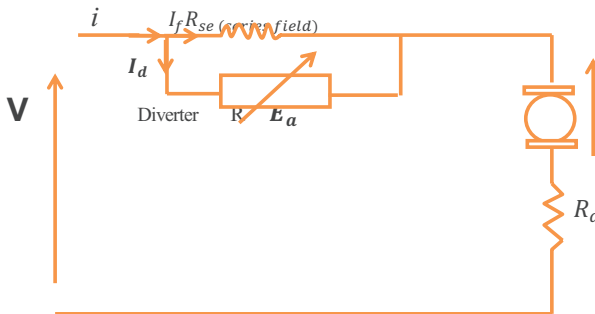 i
I_f R_se (series field)
I_d
V
Diverter R E_a
R_a